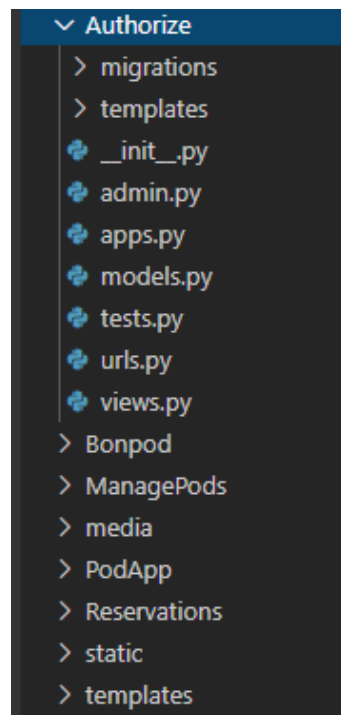 Authorize
migrations
templates
__init__.py
admin.py
apps.py
models.py
tests.py
urls.py
views.py
Bonpod
ManagePods
media
PodApp
Reservations
static
templates